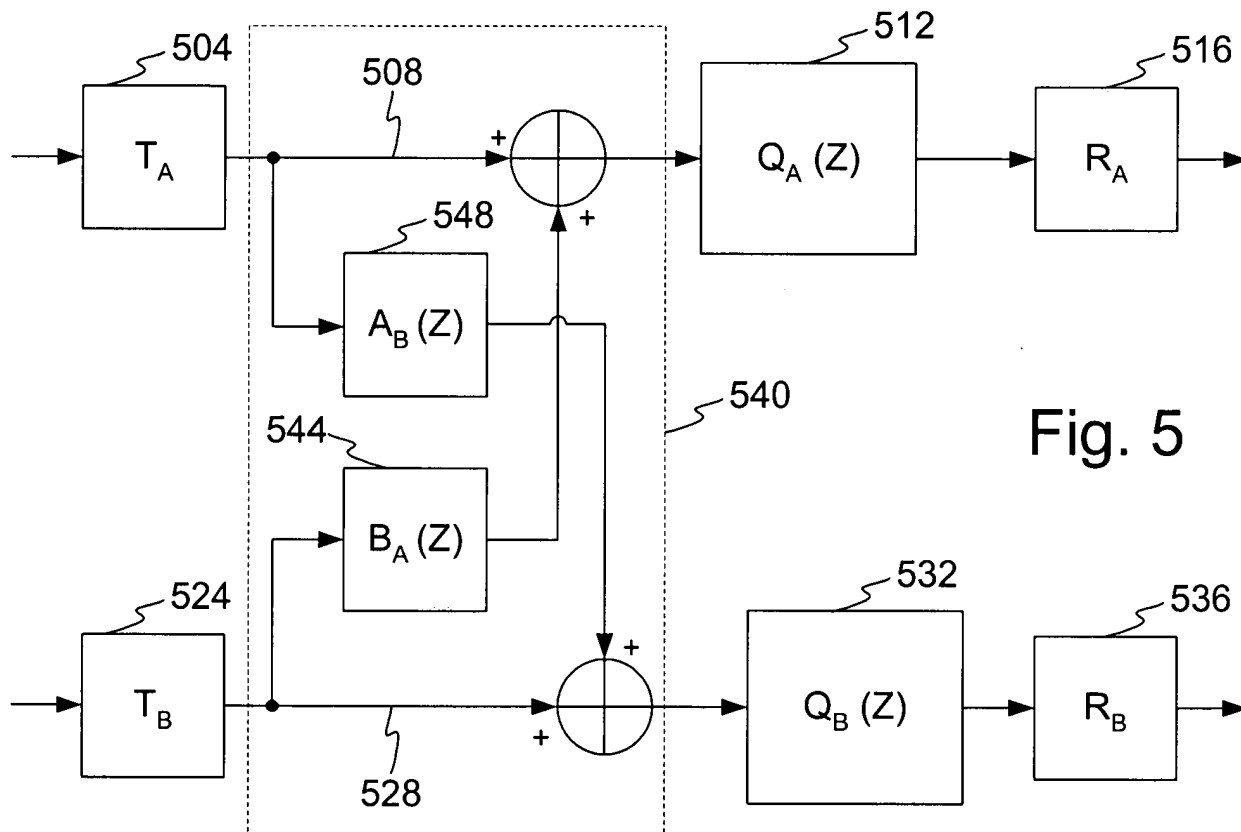 504
508
512
516
T_A
+
+
Q_A (Z)
R_A
548
A_B (Z)
540
544
B_A (Z)
Fig. 5
524
532
536
T_B
+
+
Q_B (Z)
R_B
528